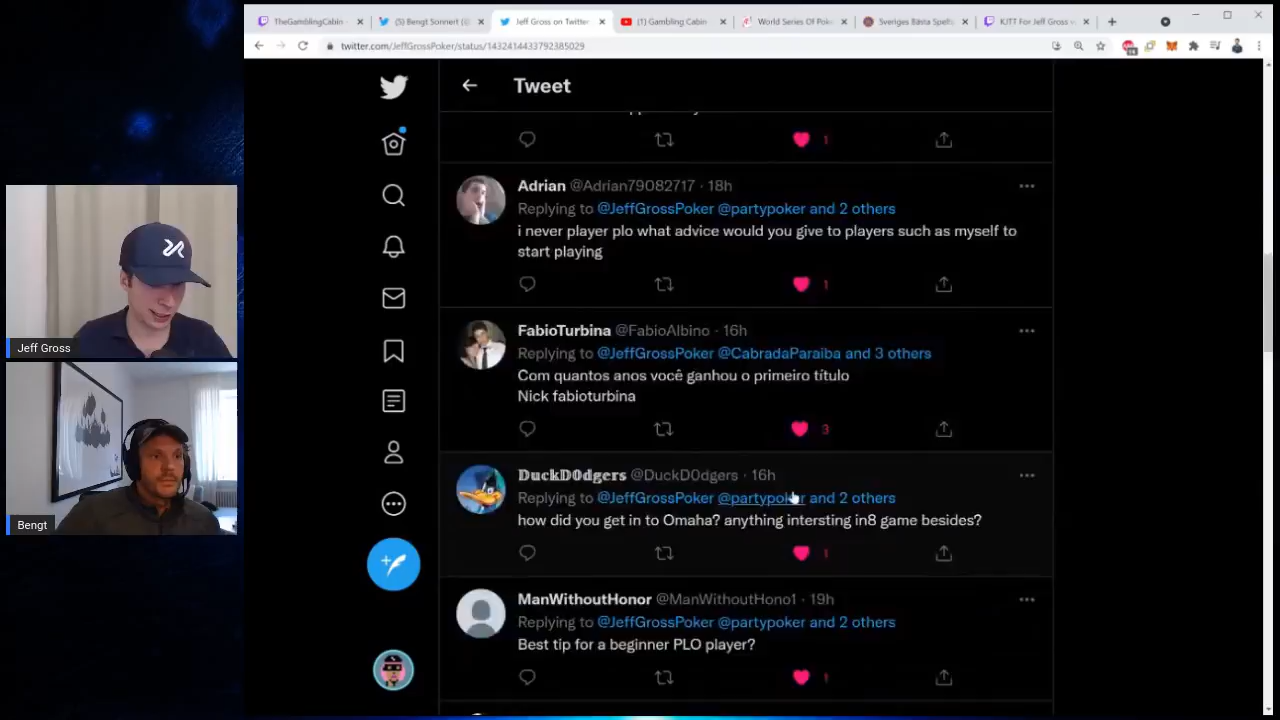 TheGamblingCabin
(5) Bengt Sonnert (
Jeff Gross on Twitter
(1) Gambling Cabin
World Series Of Pok
Sveriges Bästa Spelt
KITT For Jeff Gross v
twitter.com/JeffGrossPoker/status/1432414433792385029
Tweet
1
Adrian @Adrian79082717 · 18h
Replying to @JeffGrossPoker @partypoker and 2 others
i never player plo what advice would you give to players such as myself to
start playing
1
FabioTurbina @FabioAlbino · 16h
Replying to @JeffGrossPoker @CabradaParaiba and 3 others
Com quantos anos você ganhou o primeiro título
Nick fabioturbina
3
DuckD0dgers @DuckD0dgers · 16h
Replying to @JeffGrossPoker @partypoker and 2 others
how did you get in to Omaha? anything intersting in8 game besides?
1
ManWithoutHonor @ManWithoutHono1 · 19h
Replying to @JeffGrossPoker @partypoker and 2 others
Best tip for a beginner PLO player?
1
Jeff Gross
Bengt